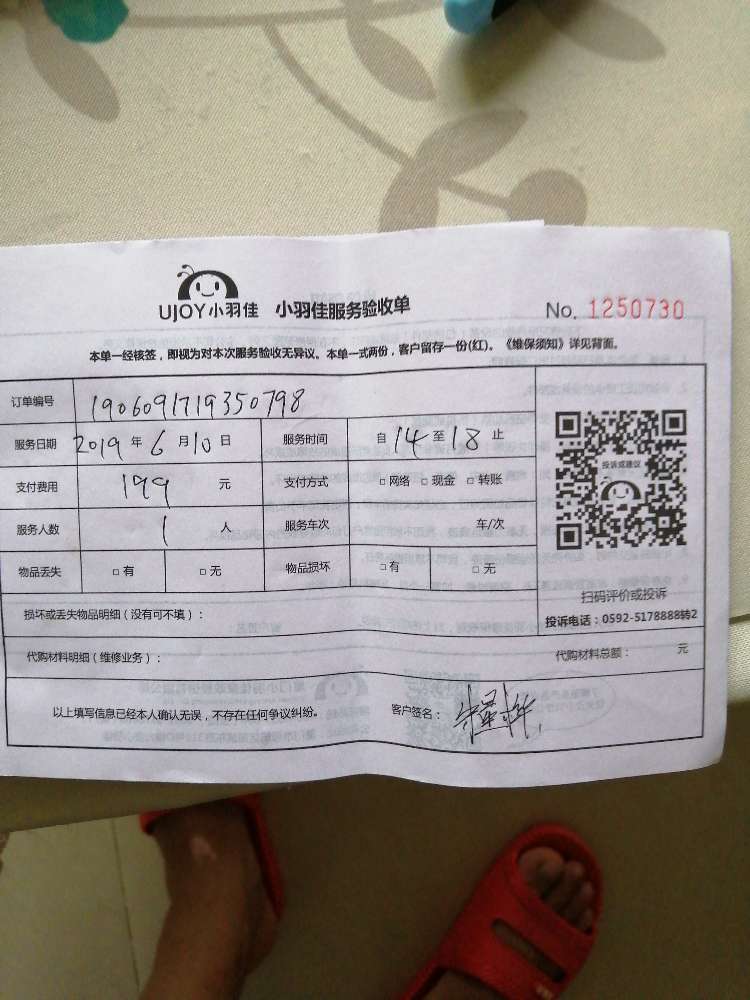 UJOY小羽佳 小羽佳服务验收单 No. 1250730
本单一经核签，即视为对本次服务验收无异议。本单一式两份，客户留存一份(红)。《维保须知》详见背面。
订单编号 1906091719350798
服务日期 2019 年 6 月 10 日 服务时间 自 14 至 18 止
支付费用 199 元 支付方式 □网络 □现金 □转账
服务人数 1 人 服务车次 车/次
物品丢失 □有 □无 物品损坏 □有 □无
投诉或建议
扫码评价或投诉
投诉电话：0592-5178888转2
损坏或丢失物品明细（没有可不填）：
代购材料明细（维修业务）： 代购材料总额： 元
以上填写信息已经本人确认无误，不存在任何争议纠纷。 客户签名：